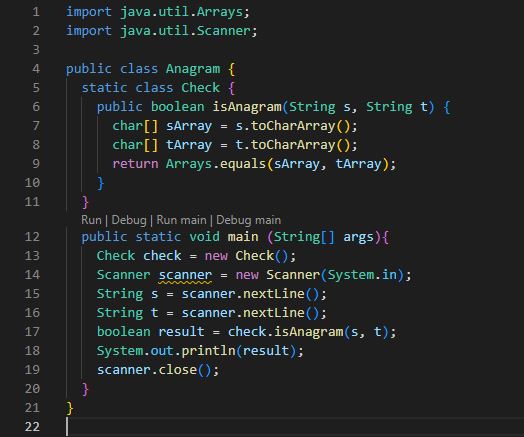 1 import java.util.Arrays;
2 import java.util.Scanner;
3
4 public class Anagram {
5   static class Check {
6     public boolean isAnagram(String s, String t) {
7       char[] sArray = s.toCharArray();
8       char[] tArray = t.toCharArray();
9       return Arrays.equals(sArray, tArray);
10     }
11   }
Run | Debug | Run main | Debug main
12   public static void main (String[] args){
13     Check check = new Check();
14     Scanner scanner = new Scanner(System.in);
15     String s = scanner.nextLine();
16     String t = scanner.nextLine();
17     boolean result = check.isAnagram(s, t);
18     System.out.println(result);
19     scanner.close();
20   }
21 }
22